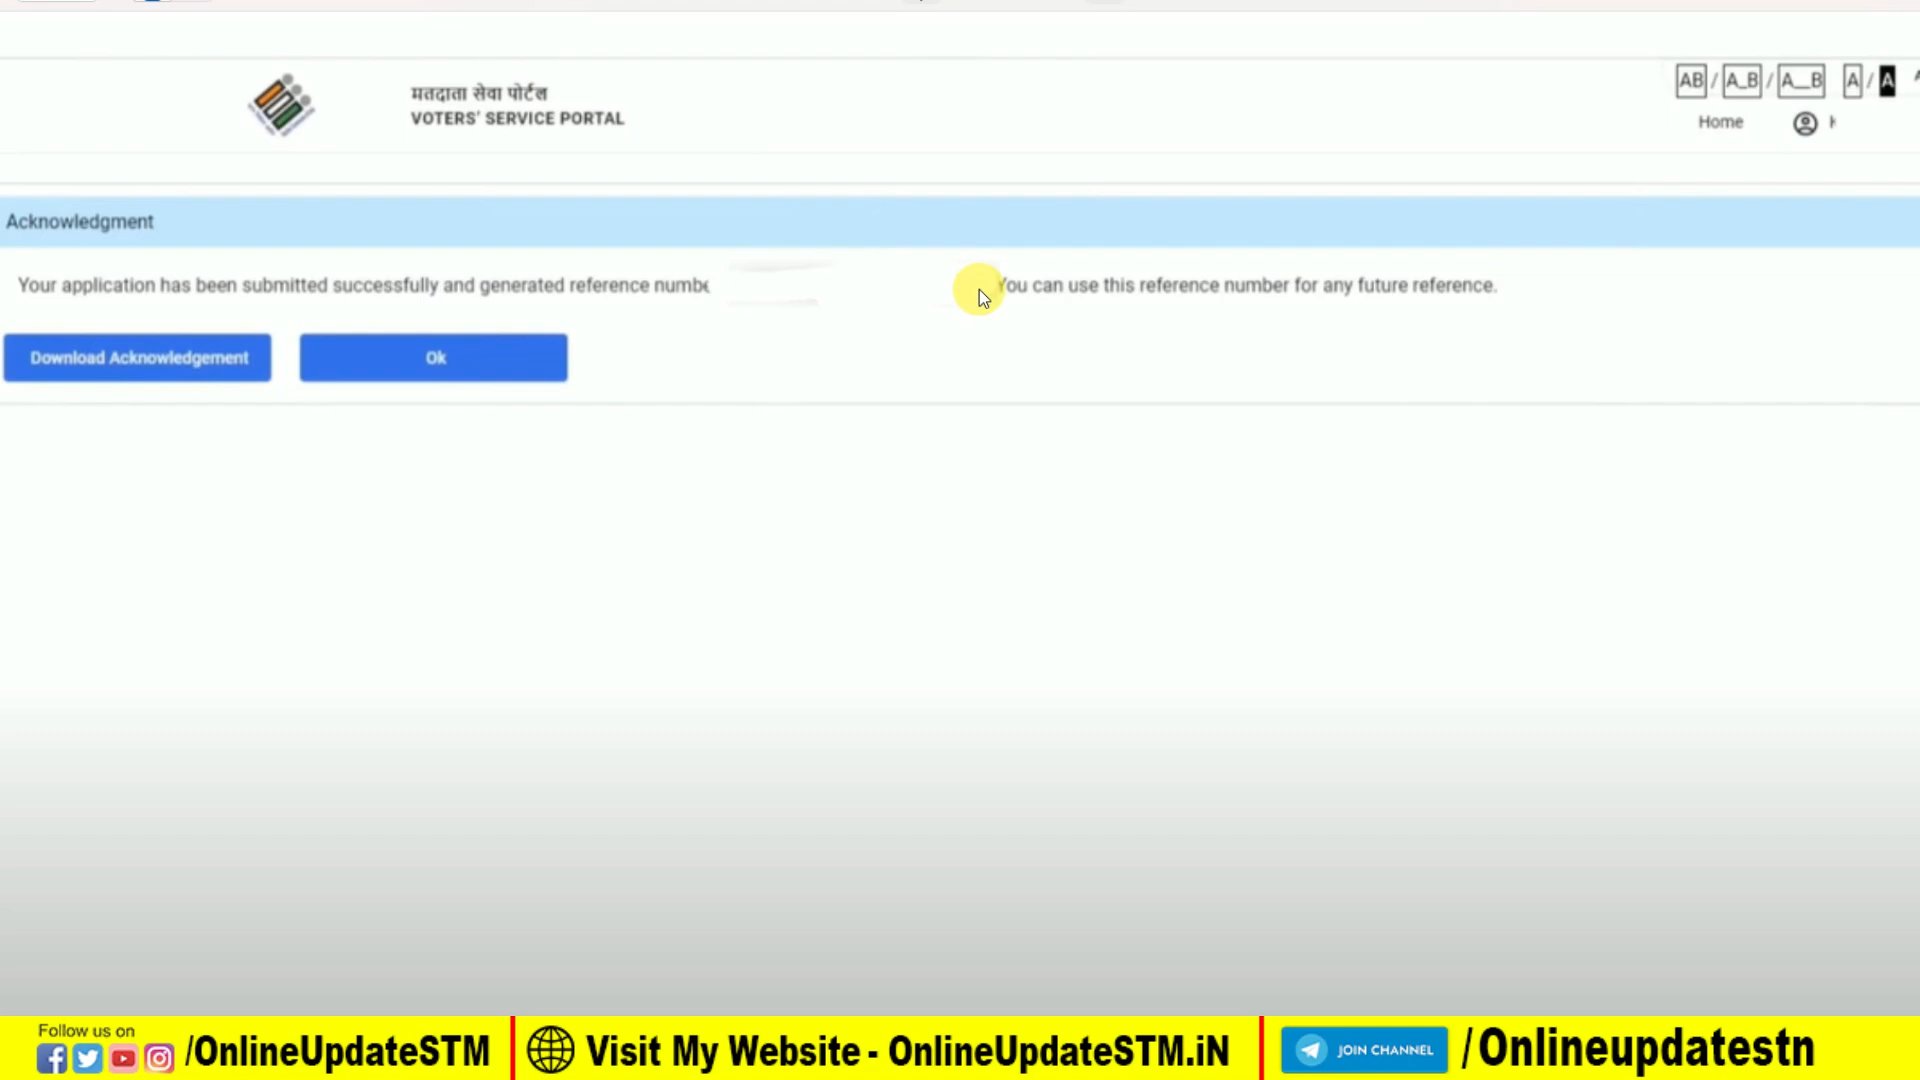 AB / A_B / A__B A / A
मतदाता सेवा पोर्टल
VOTERS' SERVICE PORTAL
Home
Acknowledgment
Your application has been submitted successfully and generated reference You can use this reference number for any future reference.
Download Acknowledgement
Ok
Follow us on
/OnlineUpdateSTM
Visit My Website - OnlineUpdateSTM.iN
JOIN CHANNEL
/Onlineupdatestn